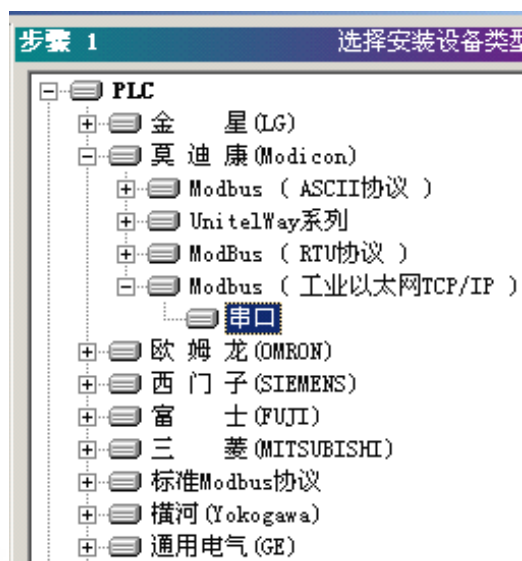 步骤 1 选择安装设备类型
PLC
金 星(LG)
莫 迪 康(Modicon)
Modbus ( ASCII协议 )
UnitelWay系列
ModBus ( RTU协议 )
Modbus ( 工业以太网TCP/IP )
串口
欧 姆 龙(OMRON)
西 门 子(SIEMENS)
富 士(FUJI)
三 菱(MITSUBISHI)
标准Modbus协议
横河(Yokogawa)
通用电气(GE)